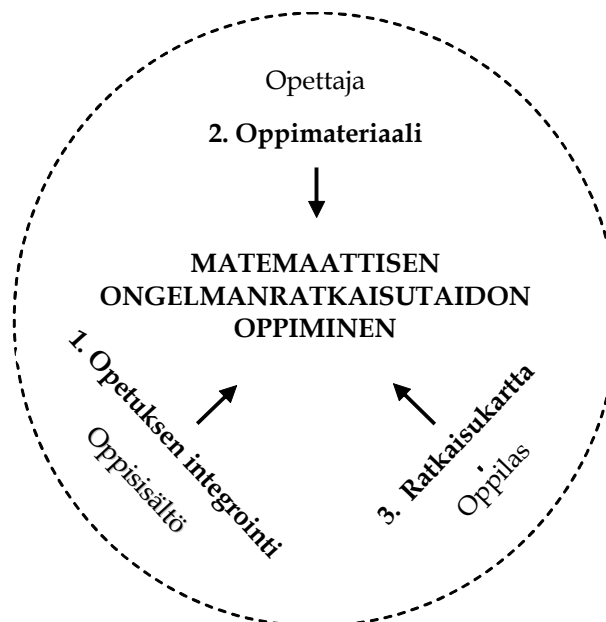 Opettaja
2. Oppimateriaali
MATEMAATTISEN
ONGELMANRATKAISUTAIDON
OPPIMINEN
1. Opetuksen integrointi
Oppisisältö
3. Ratkaisukartta
Oppilas